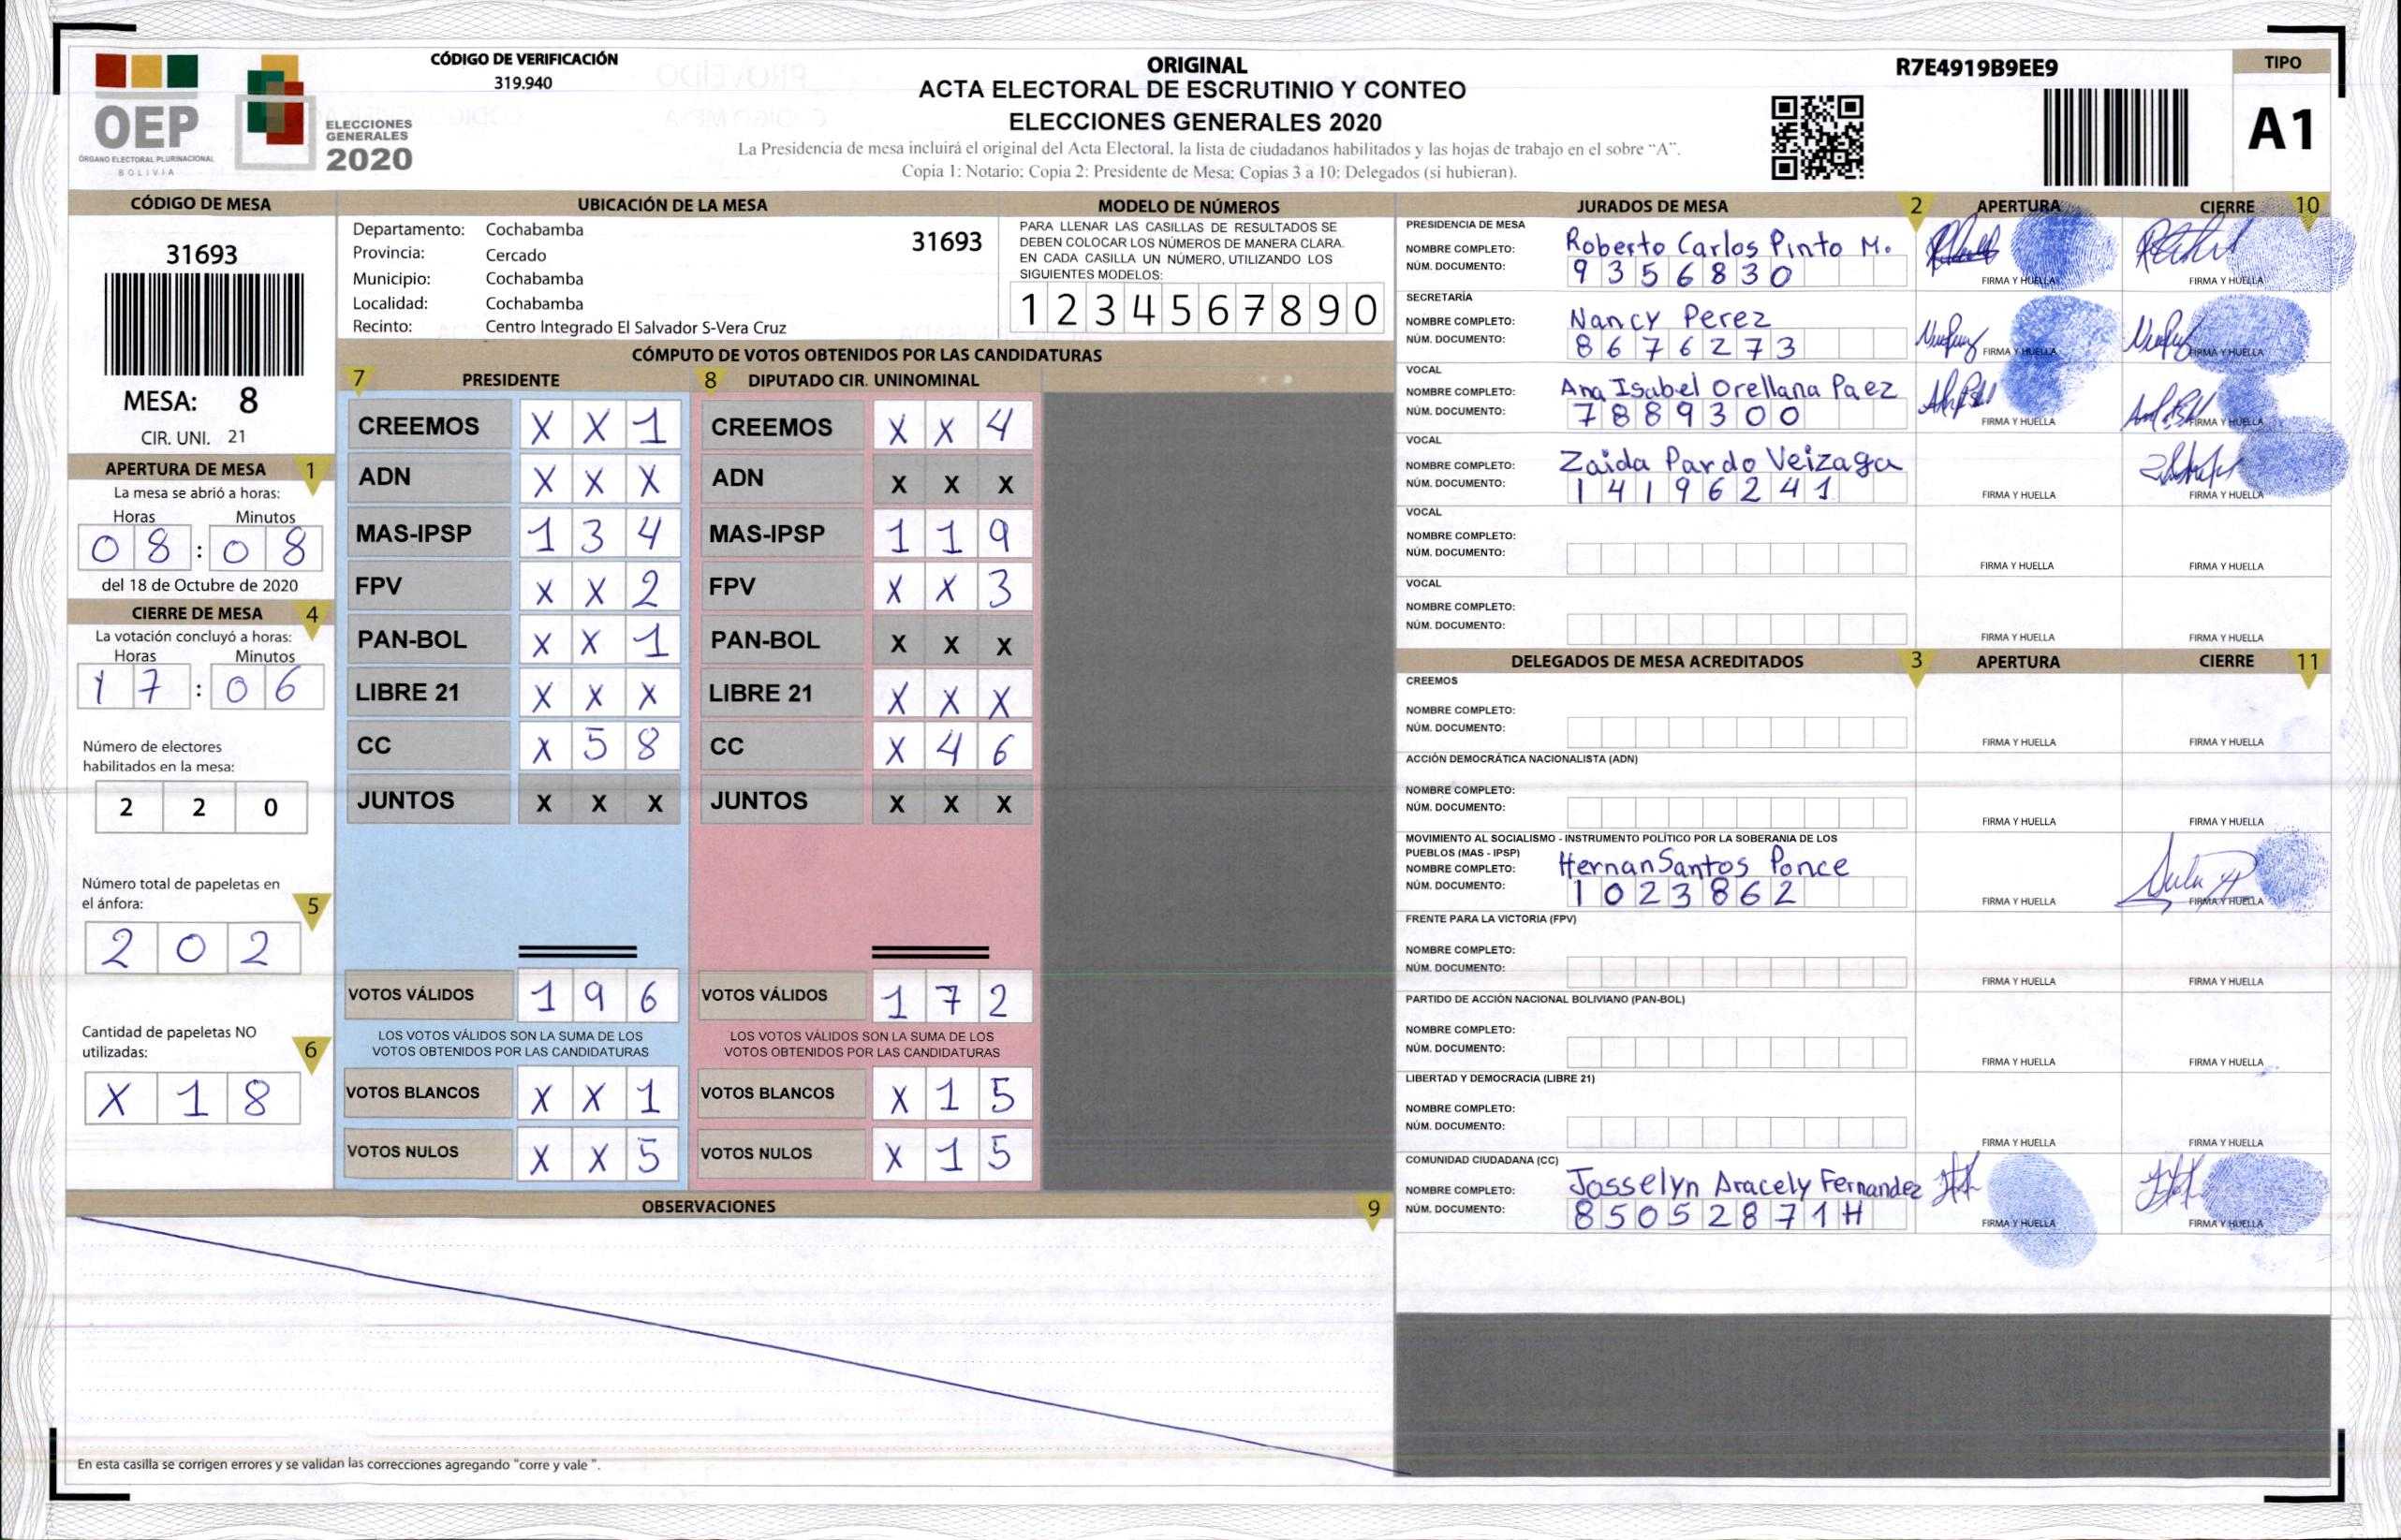 OEP
ÓRGANO ELECTORAL PLURINACIONAL
BOLIVIA
ELECCIONES
GENERALES
2020
CÓDIGO DE VERIFICACIÓN
319.940
ORIGINAL
ACTA ELECTORAL DE ESCRUTINIO Y CONTEO
ELECCIONES GENERALES 2020
La Presidencia de mesa incluirá el original del Acta Electoral, la lista de ciudadanos habilitados y las hojas de trabajo en el sobre “A”.
Copia 1: Notario; Copia 2: Presidente de Mesa; Copias 3 a 10: Delegados (si hubieran).
R7E4919B9EE9
TIPO
A1
CÓDIGO DE MESA
31693
MESA: 8
CIR. UNI. 21
APERTURA DE MESA 1
La mesa se abrió a horas:
Horas Minutos
08:08
del 18 de Octubre de 2020
CIERRE DE MESA 4
La votación concluyó a horas:
Horas Minutos
17:06
Número de electores
habilitados en la mesa:
2 2 0
Número total de papeletas en
el ánfora: 5
2 0 2
Cantidad de papeletas NO
utilizadas: 6
X 1 8
UBICACIÓN DE LA MESA
Departamento: Cochabamba
31693
Provincia: Cercado
Municipio: Cochabamba
Localidad: Cochabamba
Recinto: Centro Integrado El Salvador S-Vera Cruz
MODELO DE NÚMEROS
PARA LLENAR LAS CASILLAS DE RESULTADOS SE
DEBEN COLOCAR LOS NÚMEROS DE MANERA CLARA.
EN CADA CASILLA UN NÚMERO, UTILIZANDO LOS
SIGUIENTES MODELOS:
1 2 3 4 5 6 7 8 9 0
CÓMPUTO DE VOTOS OBTENIDOS POR LAS CANDIDATURAS
7 PRESIDENTE 8 DIPUTADO CIR. UNINOMINAL
CREEMOS X X 1 CREEMOS X X 4
ADN X X X ADN X X X
MAS-IPSP 1 3 4 MAS-IPSP 1 1 9
FPV X X 2 FPV X X 3
PAN-BOL X X 1 PAN-BOL X X X
LIBRE 21 X X X LIBRE 21 X X X
CC X 5 8 CC X 4 6
JUNTOS X X X JUNTOS X X X
VOTOS VÁLIDOS 1 9 6 VOTOS VÁLIDOS 1 7 2
LOS VOTOS VÁLIDOS SON LA SUMA DE LOS LOS VOTOS VÁLIDOS SON LA SUMA DE LOS
VOTOS OBTENIDOS POR LAS CANDIDATURAS VOTOS OBTENIDOS POR LAS CANDIDATURAS
VOTOS BLANCOS X X 1 VOTOS BLANCOS X 1 5
VOTOS NULOS X X 5 VOTOS NULOS X 1 5
OBSERVACIONES 9
En esta casilla se corrigen errores y se validan las correcciones agregando "corre y vale ".
JURADOS DE MESA 2 APERTURA CIERRE 10
PRESIDENCIA DE MESA
NOMBRE COMPLETO: Roberto Carlos Pinto M.
NÚM. DOCUMENTO: 9356830 FIRMA Y HUELLA FIRMA Y HUELLA
SECRETARÍA
NOMBRE COMPLETO: Nancy Perez
NÚM. DOCUMENTO: 8676273 FIRMA Y HUELLA FIRMA Y HUELLA
VOCAL
NOMBRE COMPLETO: Ana Isabel Orellana Paez
NÚM. DOCUMENTO: 7889300 FIRMA Y HUELLA FIRMA Y HUELLA
VOCAL
NOMBRE COMPLETO: Zaida Pardo Veizaga
NÚM. DOCUMENTO: 14196241 FIRMA Y HUELLA FIRMA Y HUELLA
VOCAL
NOMBRE COMPLETO:
NÚM. DOCUMENTO: FIRMA Y HUELLA FIRMA Y HUELLA
VOCAL
NOMBRE COMPLETO:
NÚM. DOCUMENTO: FIRMA Y HUELLA FIRMA Y HUELLA
DELEGADOS DE MESA ACREDITADOS 3 APERTURA CIERRE 11
CREEMOS
NOMBRE COMPLETO:
NÚM. DOCUMENTO: FIRMA Y HUELLA FIRMA Y HUELLA
ACCIÓN DEMOCRÁTICA NACIONALISTA (ADN)
NOMBRE COMPLETO:
NÚM. DOCUMENTO: FIRMA Y HUELLA FIRMA Y HUELLA
MOVIMIENTO AL SOCIALISMO - INSTRUMENTO POLÍTICO POR LA SOBERANIA DE LOS
PUEBLOS (MAS - IPSP)
NOMBRE COMPLETO: Hernan Santos Ponce
NÚM. DOCUMENTO: 1023862 FIRMA Y HUELLA FIRMA Y HUELLA
FRENTE PARA LA VICTORIA (FPV)
NOMBRE COMPLETO:
NÚM. DOCUMENTO: FIRMA Y HUELLA FIRMA Y HUELLA
PARTIDO DE ACCIÓN NACIONAL BOLIVIANO (PAN-BOL)
NOMBRE COMPLETO:
NÚM. DOCUMENTO: FIRMA Y HUELLA FIRMA Y HUELLA
LIBERTAD Y DEMOCRACIA (LIBRE 21)
NOMBRE COMPLETO:
NÚM. DOCUMENTO: FIRMA Y HUELLA FIRMA Y HUELLA
COMUNIDAD CIUDADANA (CC)
NOMBRE COMPLETO: Josselyn Aracely Fernandez
NÚM. DOCUMENTO: 85052871H FIRMA Y HUELLA FIRMA Y HUELLA